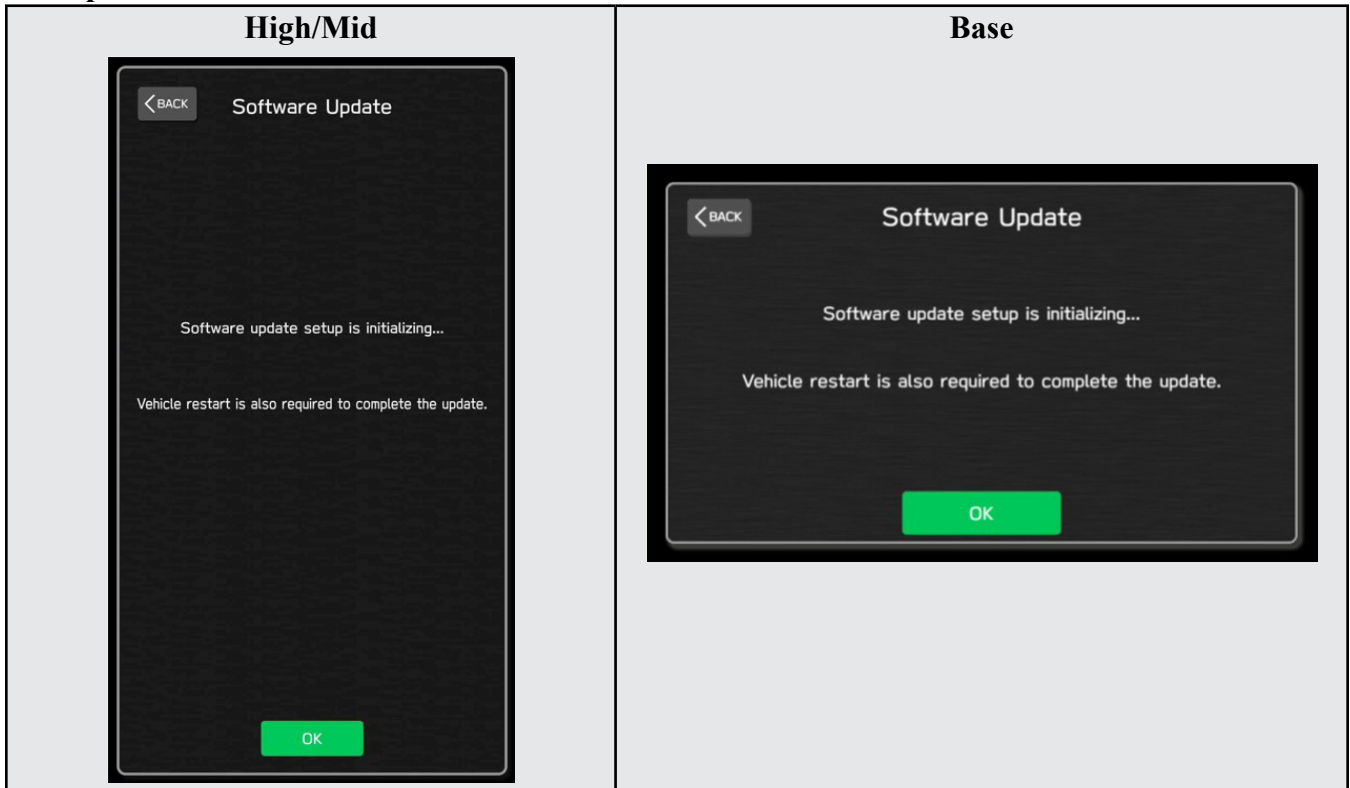 High/Mid
BACK
Software Update
Software update setup is initializing...
Vehicle restart is also required to complete the update.
OK
Base
BACK
Software Update
Software update setup is initializing...
Vehicle restart is also required to complete the update.
OK